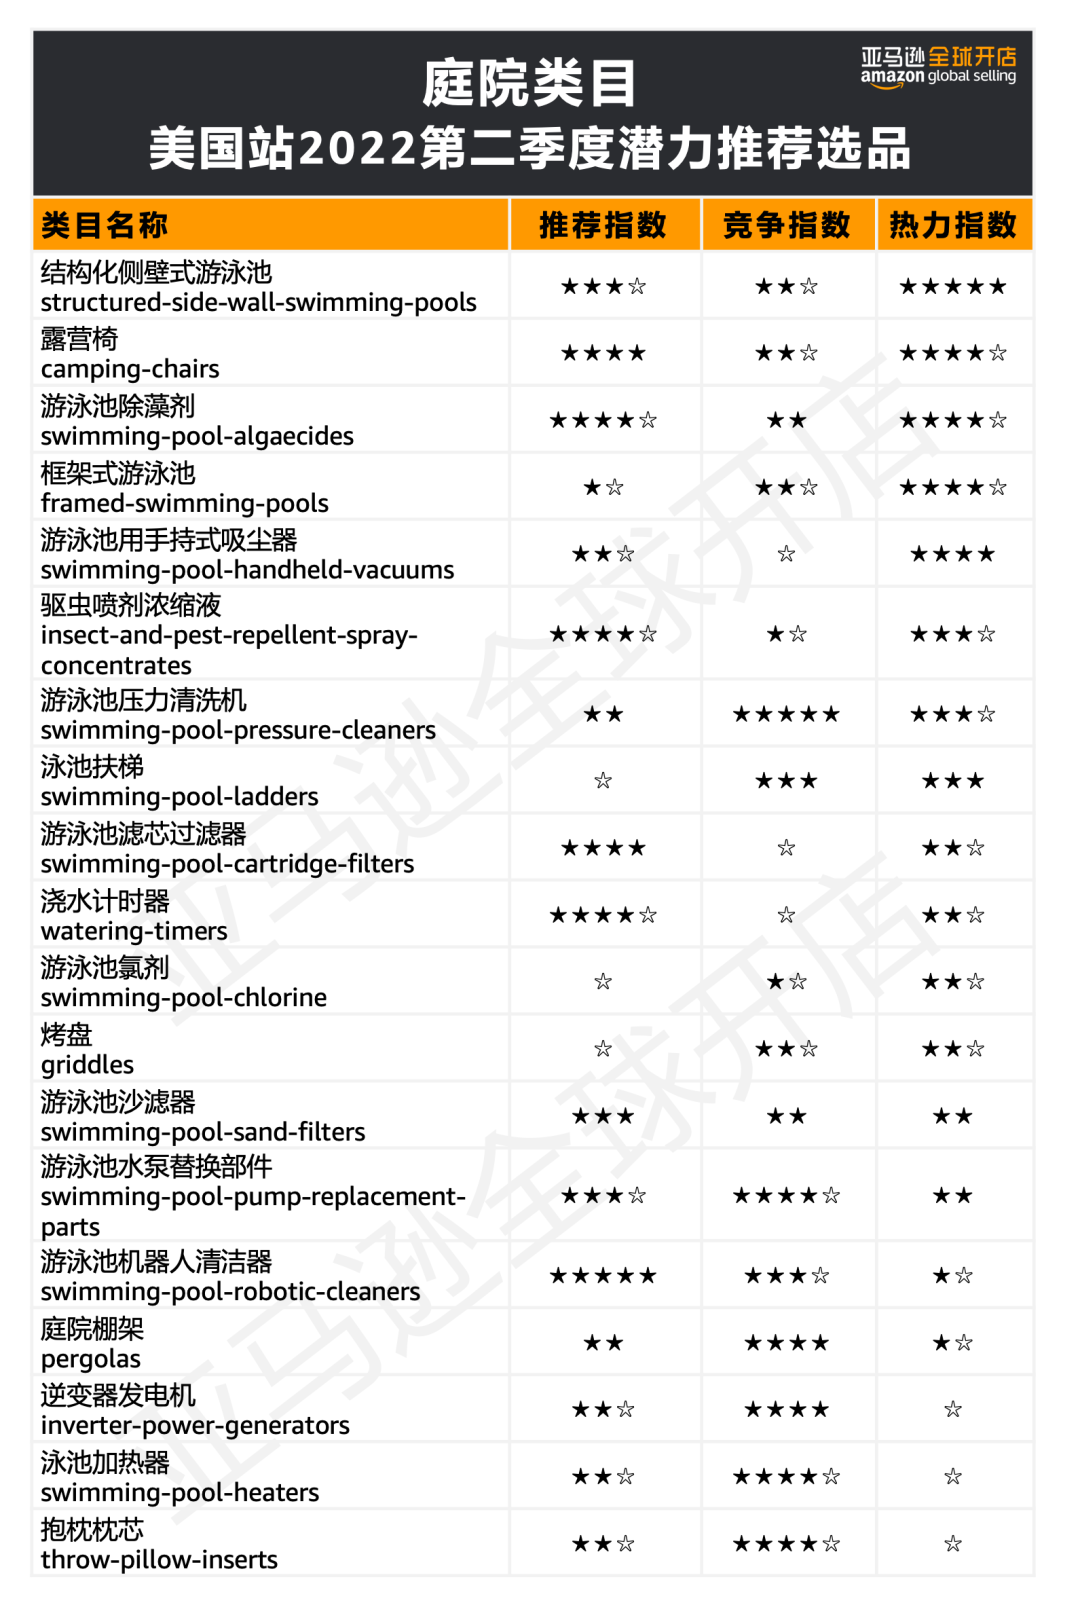 亚马逊全球开店
amazon global selling
庭院类目
美国站2022第二季度潜力推荐选品
类目名称 推荐指数 竞争指数 热力指数
结构化侧壁式游泳池
structured-side-wall-swimming-pools ★★★☆ ★★☆ ★★★★★
露营椅
camping-chairs ★★★★ ★★☆ ★★★★☆
游泳池除藻剂
swimming-pool-algaecides ★★★★☆ ★★ ★★★★☆
框架式游泳池
framed-swimming-pools ★☆ ★★☆ ★★★★☆
游泳池用手持式吸尘器
swimming-pool-handheld-vacuums ★★☆ ☆ ★★★★
驱虫喷剂浓缩液
insect-and-pest-repellent-spray- ★★★★☆ ★☆ ★★★☆
concentrates
游泳池压力清洗机
swimming-pool-pressure-cleaners ★★ ★★★★★ ★★★☆
泳池扶梯
swimming-pool-ladders ☆ ★★★ ★★★
游泳池滤芯过滤器
swimming-pool-cartridge-filters ★★★★ ☆ ★★☆
浇水计时器
watering-timers ★★★★☆ ☆ ★★☆
游泳池氯剂
swimming-pool-chlorine ☆ ★☆ ★★☆
烤盘
griddles ☆ ★★☆ ★★☆
游泳池沙滤器
swimming-pool-sand-filters ★★★ ★★ ★★
游泳池水泵替换部件
swimming-pool-pump-replacement- ★★★☆ ★★★★☆ ★★
parts
游泳池机器人清洁器
swimming-pool-robotic-cleaners ★★★★★ ★★★☆ ★☆
庭院棚架
pergolas ★★ ★★★★ ★☆
逆变器发电机
inverter-power-generators ★★☆ ★★★★ ☆
泳池加热器
swimming-pool-heaters ★★☆ ★★★★☆ ☆
抱枕枕芯
throw-pillow-inserts ★★☆ ★★★★☆ ☆
亚马逊全球开店
亚马逊全球开店